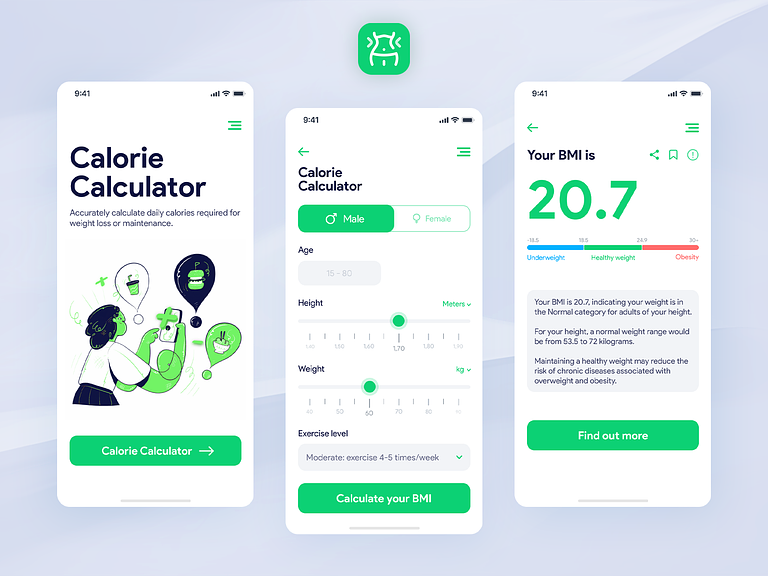 9:41
Calorie
Calculator
Accurately calculate daily calories required for
weight loss or maintenance.
Calorie Calculator
9:41
Calorie
Calculator
Male
Female
Age
15 - 80
Height
Meters
1,50 1,60 1,70 1,80 1,90
Weight
kg
40 50 60 70 80 90
Exercise level
Moderate: exercise 4-5 times/week
Calculate your BMI
9:41
Your BMI is
20.7
-18.5 18.5 24.9 30+
Underweight Healthy weight Obesity
Your BMI is 20.7, indicating your weight is in
the Normal category for adults of your height.
For your height, a normal weight range would
be from 53.5 to 72 kilograms.
Maintaining a healthy weight may reduce the
risk of chronic diseases associated with
overweight and obesity.
Find out more